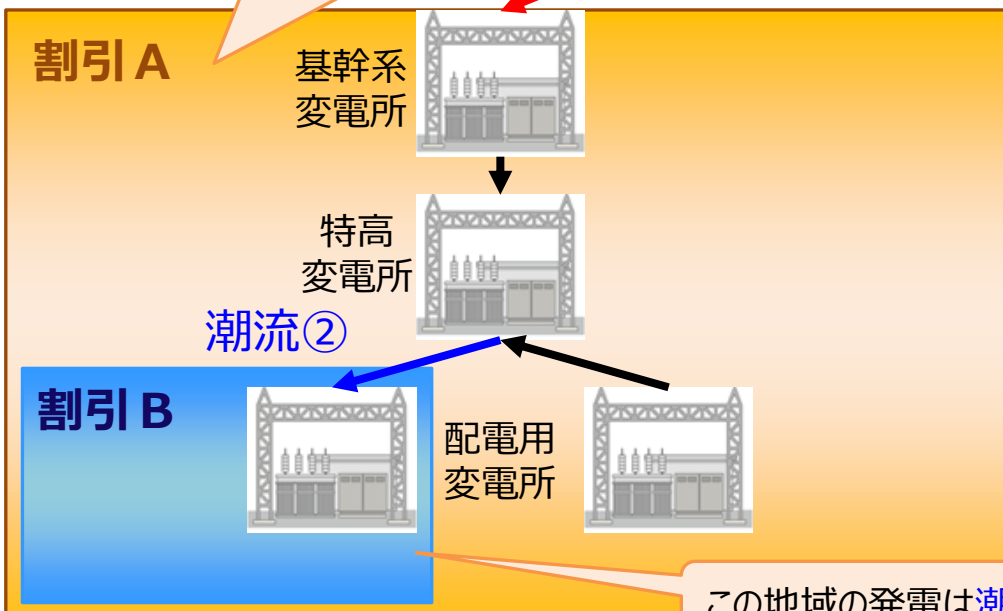 割引A
基幹系
変電所
特高
変電所
潮流②
割引B
配電用
変電所
この地域の発電は潮